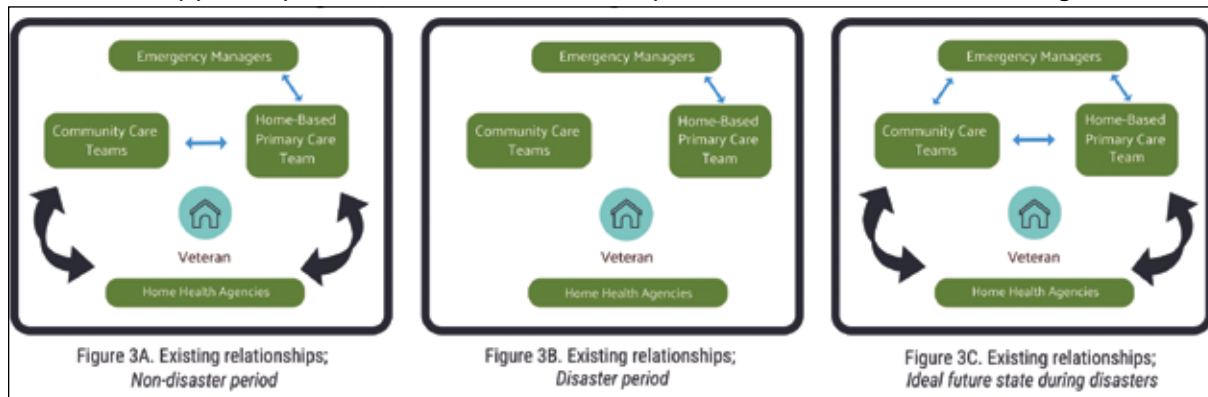 Emergency Managers
Community Care
Teams
Home-Based
Primary Care
Team
Veteran
Home Health Agencies
Figure 3A. Existing relationships;
Non-disaster period
Emergency Managers
Community Care
Teams
Home-Based
Primary Care
Team
Veteran
Home Health Agencies
Figure 3B. Existing relationships;
Disaster period
Emergency Managers
Community Care
Teams
Home-Based
Primary Care
Team
Veteran
Home Health Agencies
Figure 3C. Existing relationships;
Ideal future state during disasters